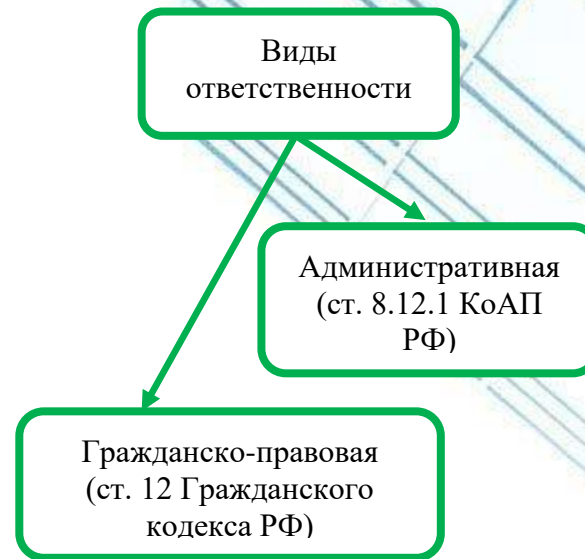 Виды
ответственности
Административная
(ст. 8.12.1 КоАП
РФ)
Гражданско-правовая
(ст. 12 Гражданского
кодекса РФ)